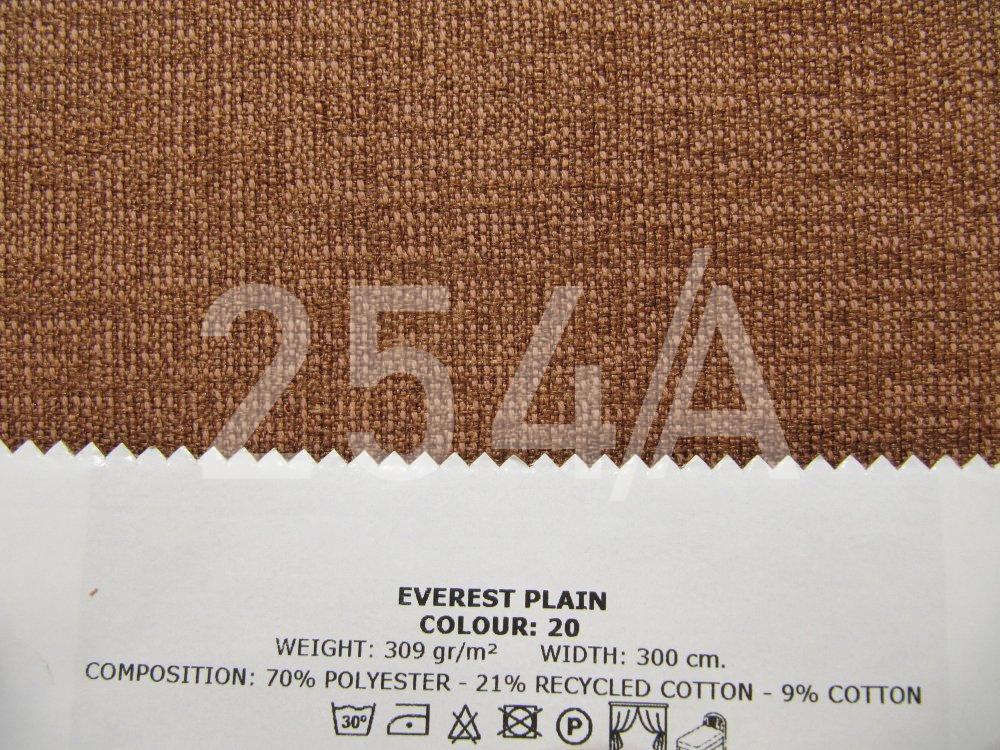 254/A
EVEREST PLAIN
COLOUR: 20
WEIGHT: 309 gr/m² WIDTH: 300 cm.
COMPOSITION: 70% POLYESTER - 21% RECYCLED COTTON - 9% COTTON
30° P